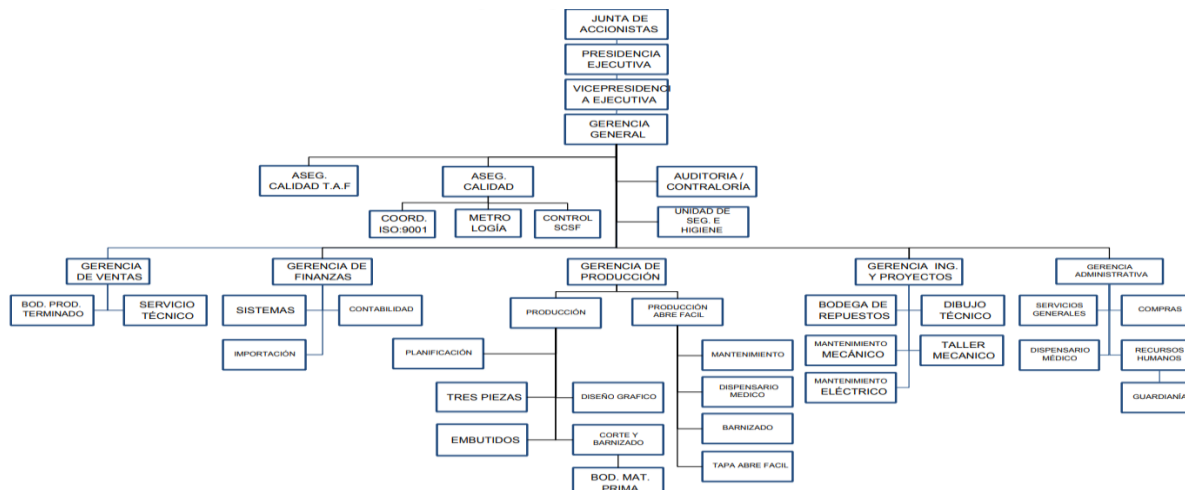 JUNTA DE
ACCIONISTAS
PRESIDENCIA
EJECUTIVA
VICEPRESIDENCI
A EJECUTIVA
GERENCIA
GENERAL
ASEG.
CALIDAD T.A.F
ASEG.
CALIDAD
AUDITORIA /
CONTRALORÍA
COORD.
ISO:9001
METRO
LOGÍA
CONTROL
SCSF
UNIDAD DE
SEG. E
HIGIENE
GERENCIA
DE VENTAS
GERENCIA DE
FINANZAS
GERENCIA DE
PRODUCCIÓN
GERENCIA ING.
Y PROYECTOS
GERENCIA
ADMINISTRATIVA
BOD. PROD.
TERMINADO
SERVICIO
TÉCNICO
SISTEMAS
CONTABILIDAD
IMPORTACIÓN
PRODUCCIÓN
PRODUCCIÓN
ABRE FACIL
PLANIFICACIÓN
TRES PIEZAS
DISEÑO GRAFICO
EMBUTIDOS
CORTE Y
BARNIZADO
BOD. MAT.
PRIMA
MANTENIMIENTO
DISPENSARIO
MEDICO
BARNIZADO
TAPA ABRE FACIL
BODEGA DE
REPUESTOS
DIBUJO
TÉCNICO
MANTENIMIENTO
MECÁNICO
TALLER
MECANICO
MANTENIMIENTO
ELÉCTRICO
SERVICIOS
GENERALES
COMPRAS
DISPENSARIO
MÉDICO
RECURSOS
HUMANOS
GUARDIANÍA